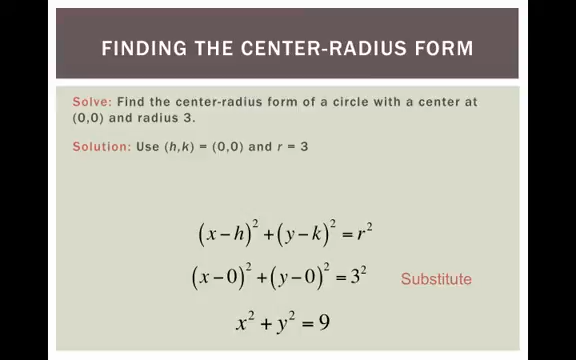 FINDING THE CENTER-RADIUS FORM
Solve: Find the center-radius form of a circle with a center at
(0,0) and radius 3.
Solution: Use (h,k) = (0,0) and r = 3
(x − h)² + (y − k)² = r²
(x − 0)² + (y − 0)² = 3² Substitute
x² + y² = 9